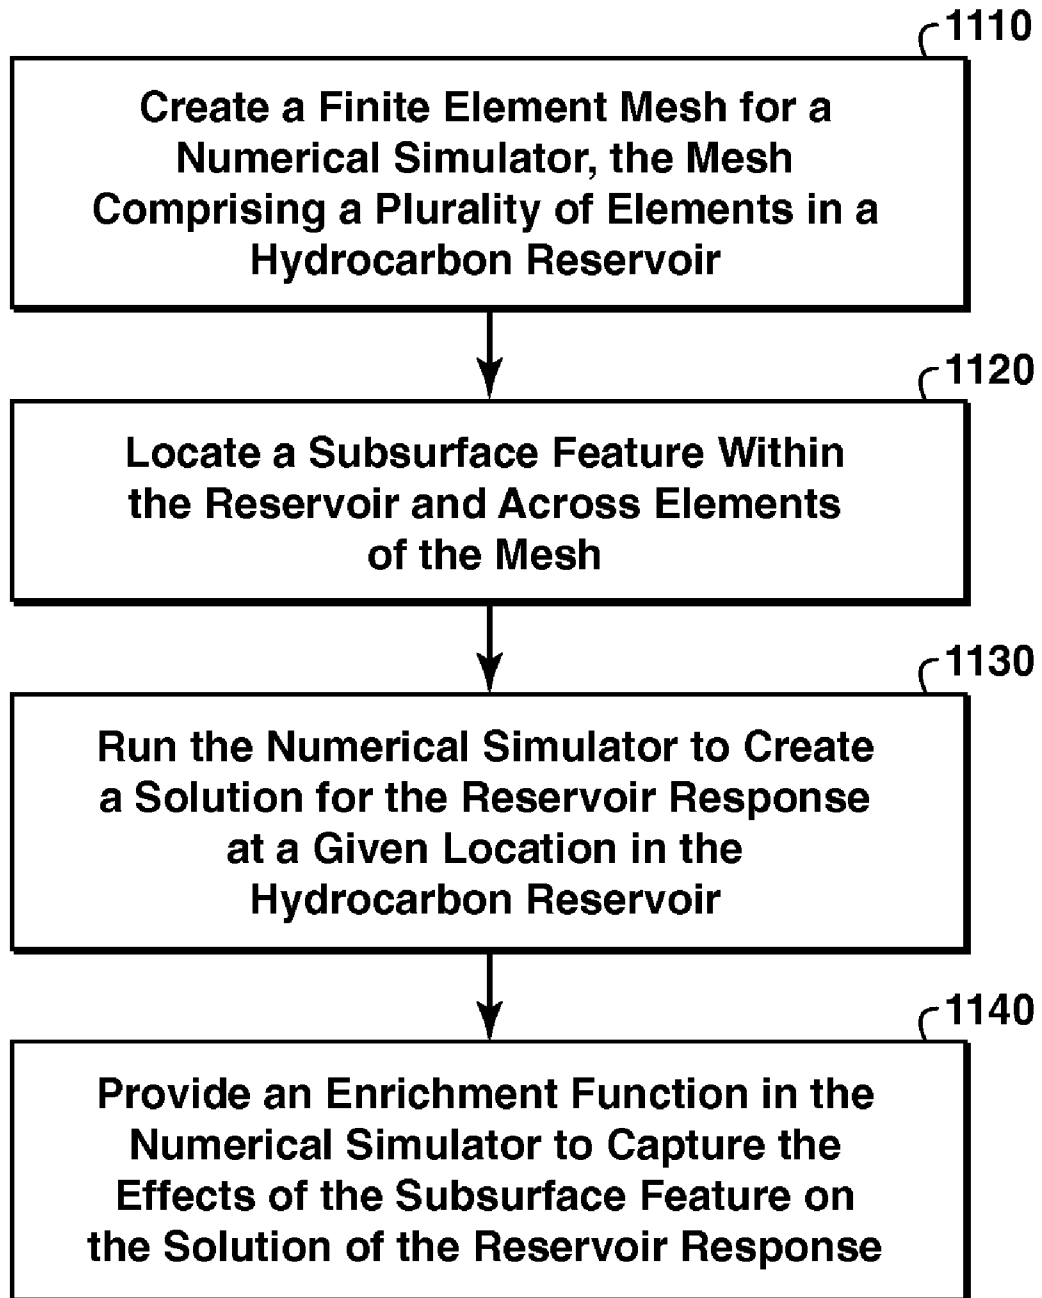 1110
Create a Finite Element Mesh for a
Numerical Simulator, the Mesh
Comprising a Plurality of Elements in a
Hydrocarbon Reservoir
1120
Locate a Subsurface Feature Within
the Reservoir and Across Elements
of the Mesh
1130
Run the Numerical Simulator to Create
a Solution for the Reservoir Response
at a Given Location in the
Hydrocarbon Reservoir
1140
Provide an Enrichment Function in the
Numerical Simulator to Capture the
Effects of the Subsurface Feature on
the Solution of the Reservoir Response